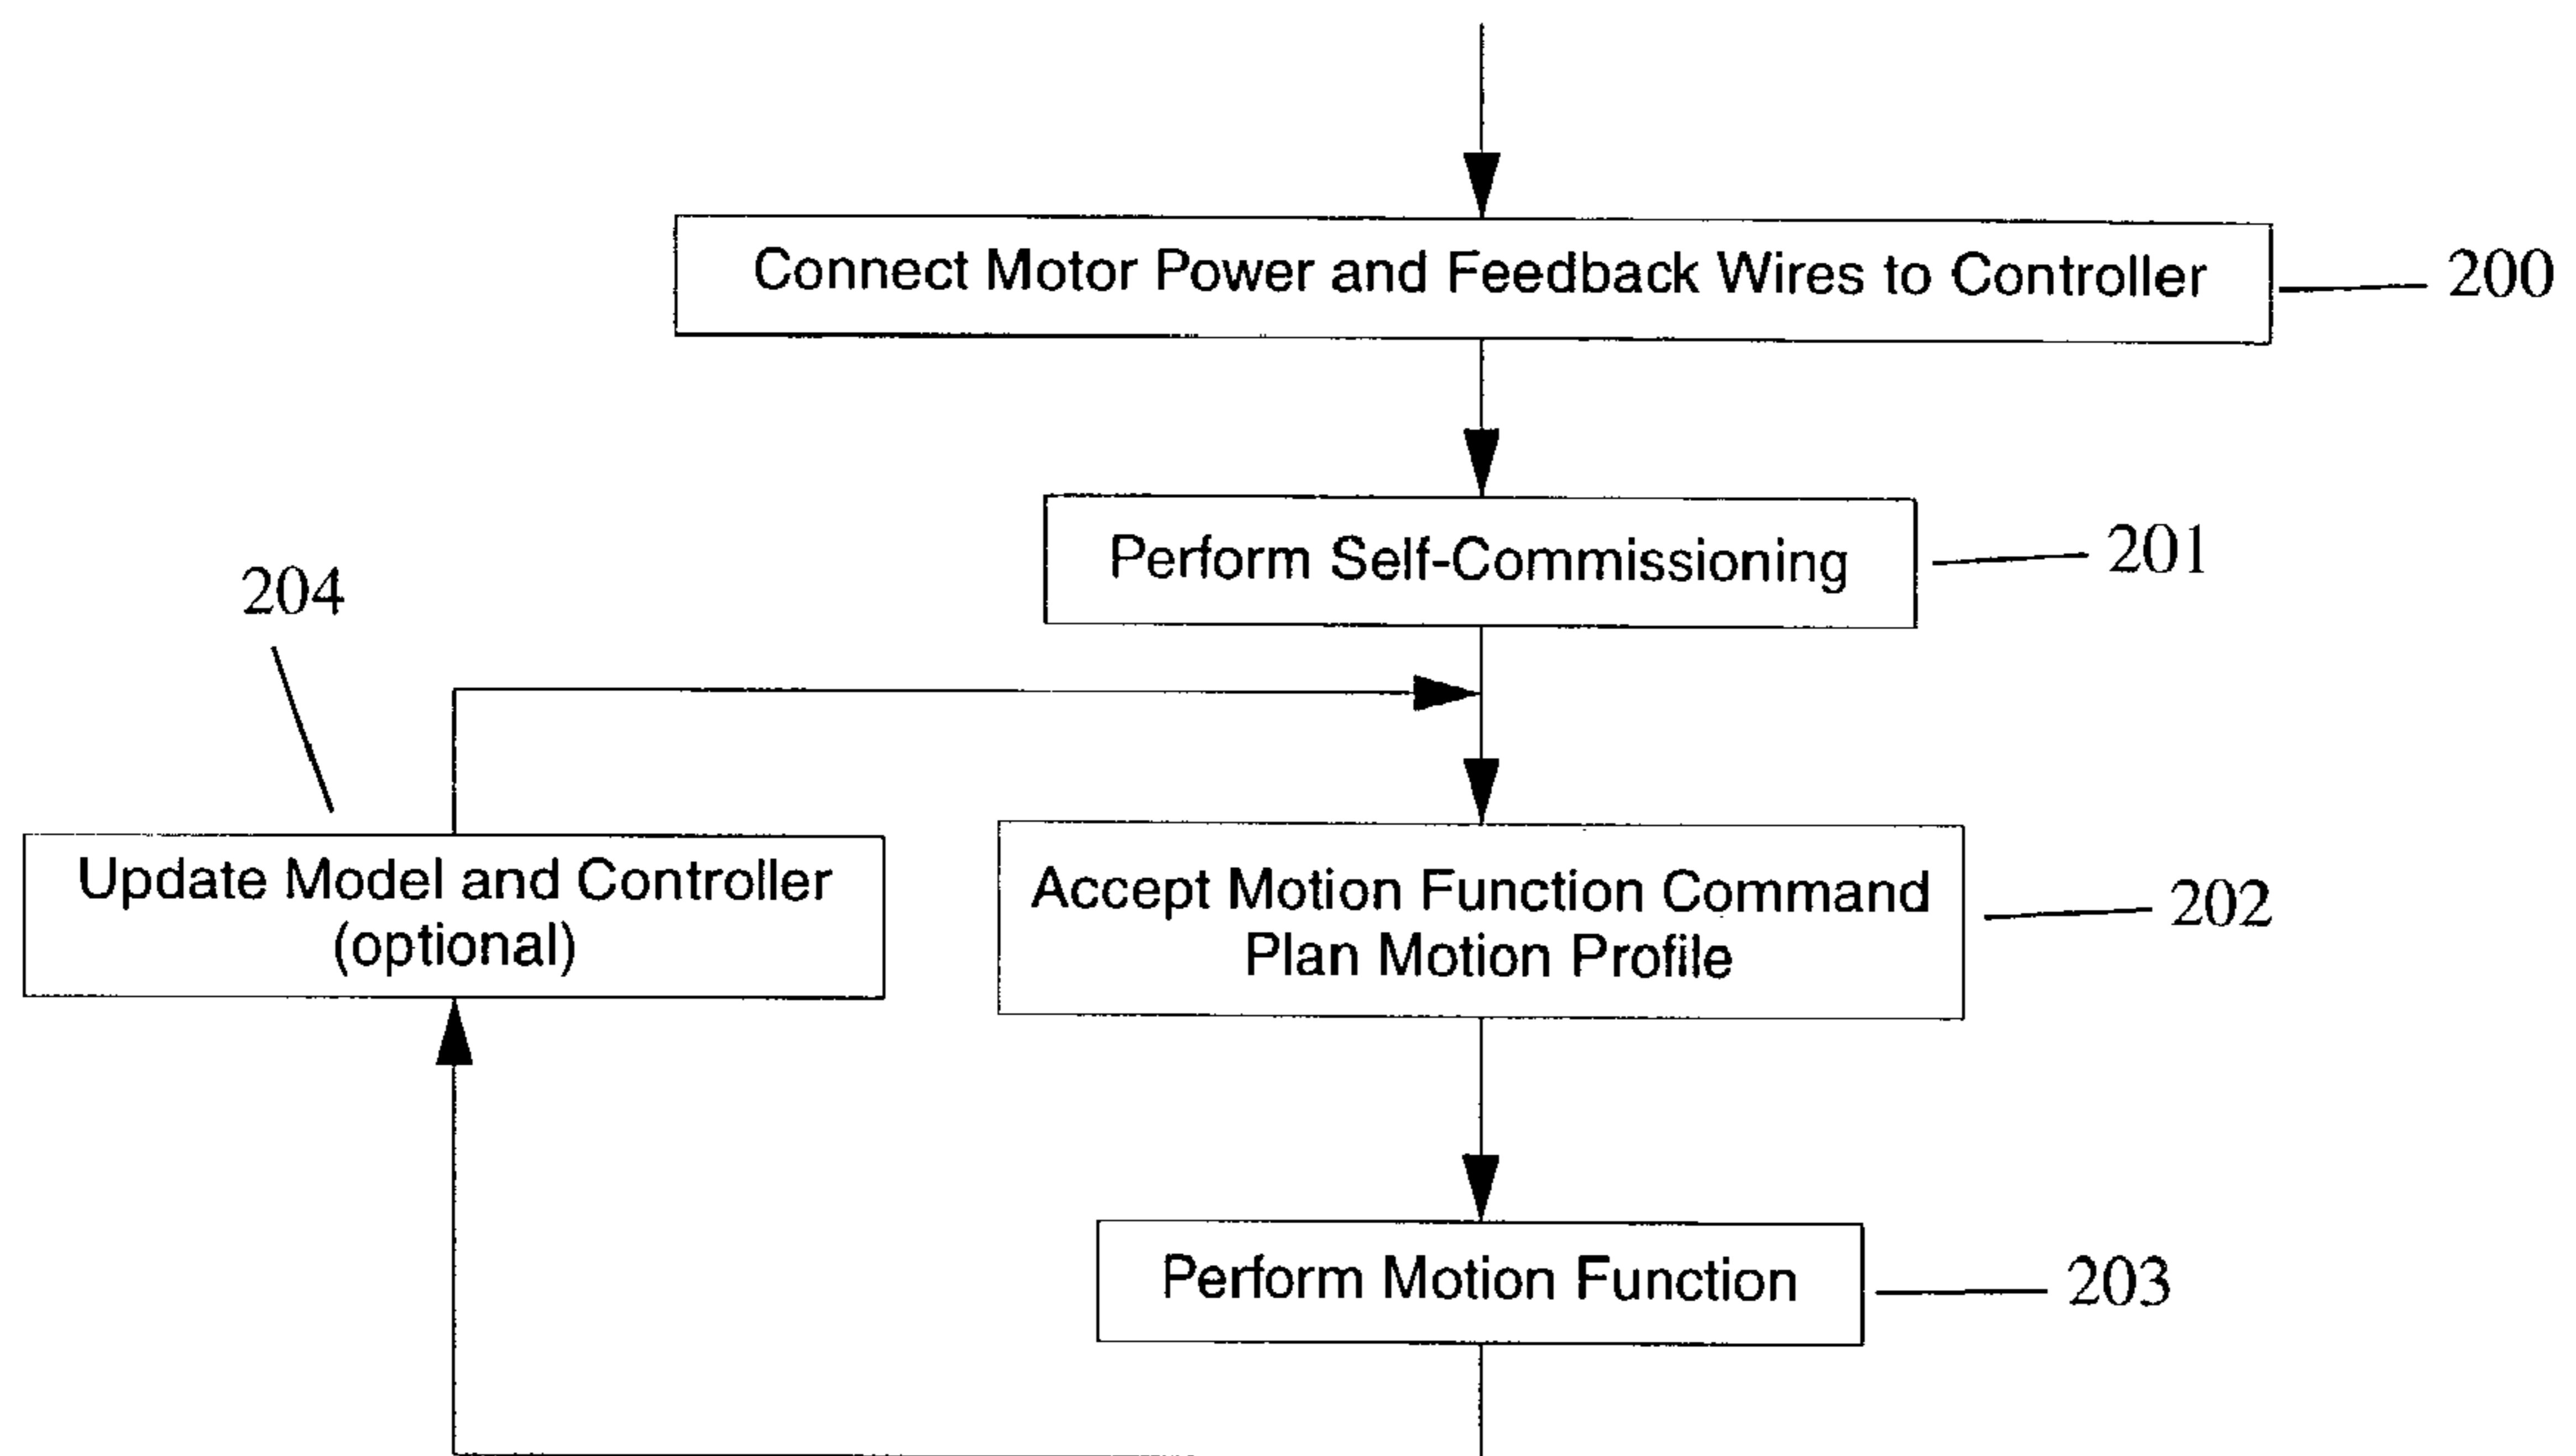 Connect Motor Power and Feedback Wires to Controller
200
Perform Self-Commissioning
201
204
Update Model and Controller
(optional)
Accept Motion Function Command
Plan Motion Profile
202
Perform Motion Function
203